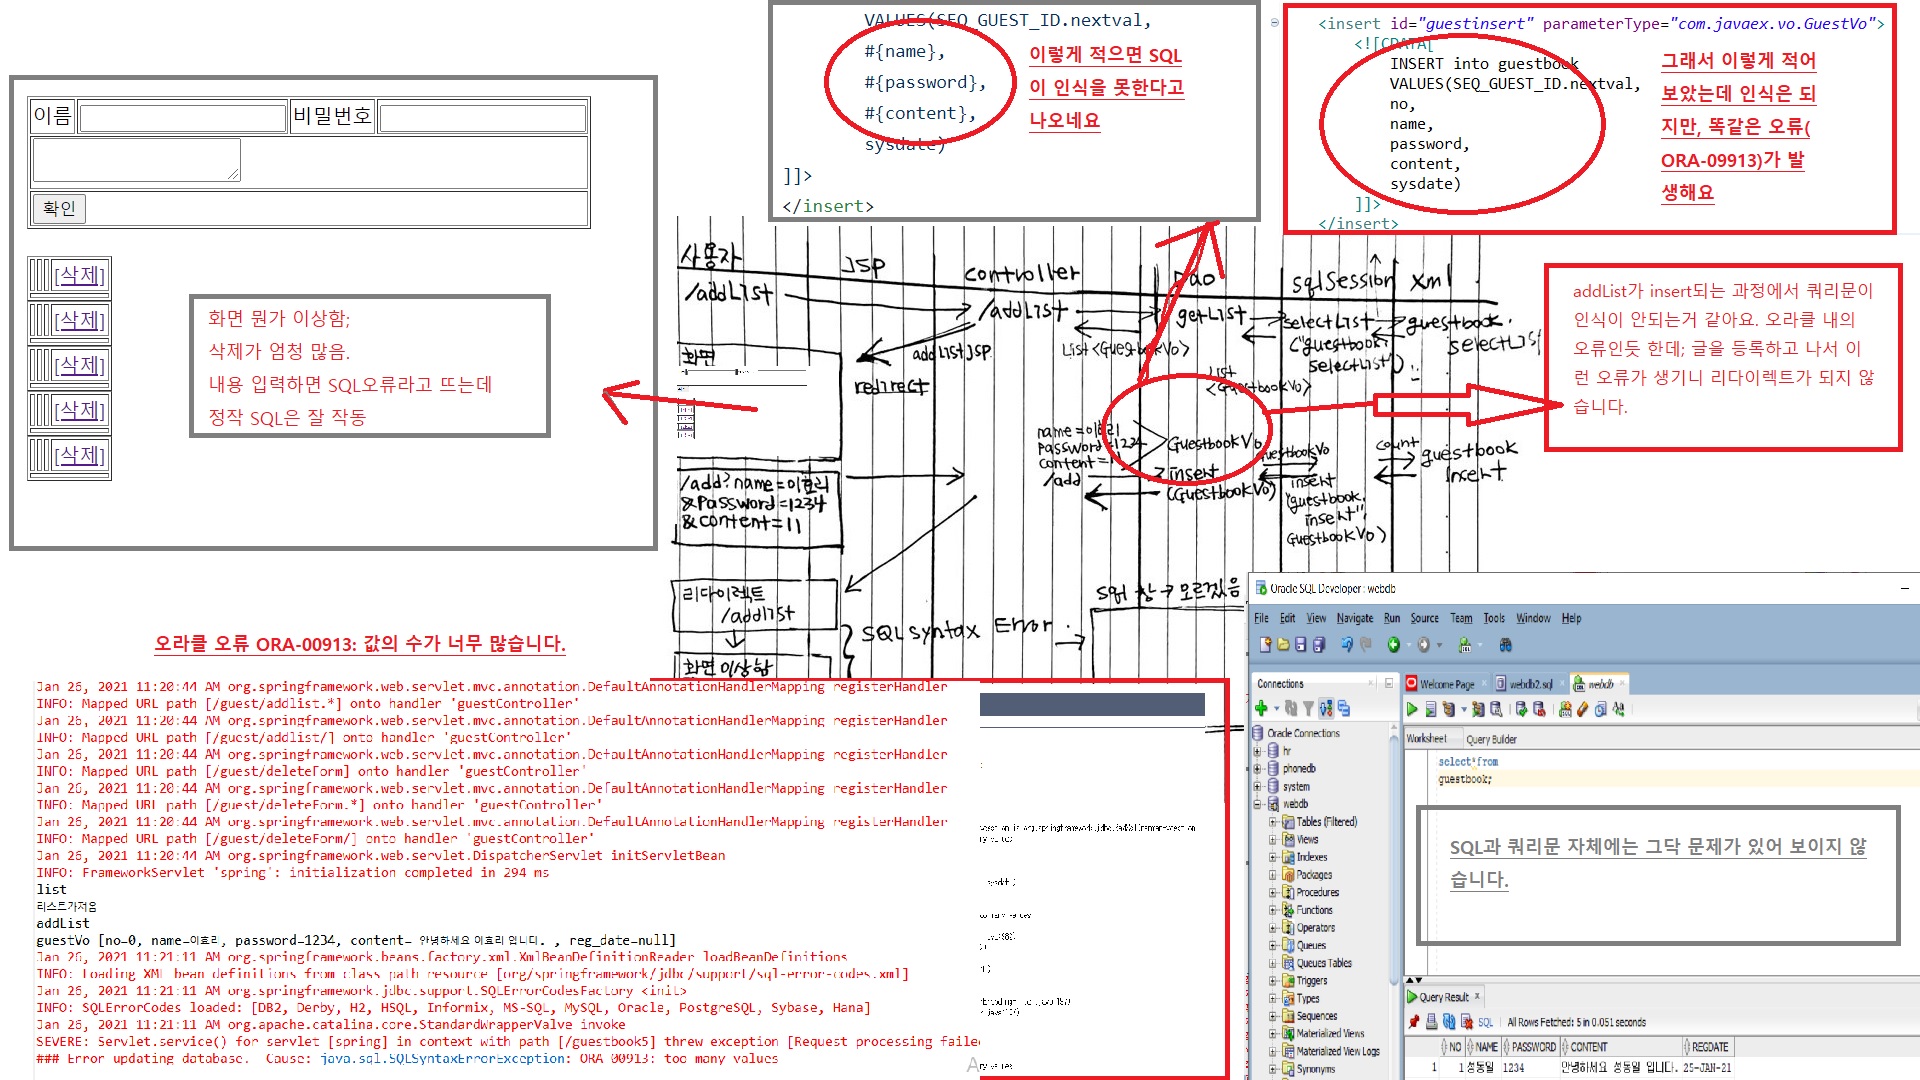 VALUES(SEQ_GUEST_ID.nextval,
#{name},
#{password},
#{content},
sysdate)
]]>
</insert>
이렇게 적으면 SQL
이 인식을 못한다고
나오네요
<insert id="guestinsert" parameterType="com.javaex.vo.GuestVo">
<![CDATA[
INSERT into guestbook
VALUES(SEQ_GUEST_ID.nextval,
no,
name,
password,
content,
sysdate)
]]>
</insert>
그래서 이렇게 적어
보았는데 인식은 되
지만, 똑같은 오류(
ORA-09913)가 발
생해요
이름 비밀번호
확인
[삭제]
[삭제]
[삭제]
[삭제]
[삭제]
화면 뭔가 이상함;
삭제가 엄청 많음.
내용 입력하면 SQL오류라고 뜨는데
정작 SQL은 잘 작동
사용자 JSP controller Dao sqlSession xml
/addList /addList getList selectList guestbook.
("guestbook. selectList
selectList")
화면 addList JSP List<GuestbookVo>
redirect List
<GuestbookVo>
name=이효리
password=1234
content=11
/add
GuestbookVo
insert
(GuestbookVo)
guestbookVo
insert
("guestbook.
insert"
GuestbookVo)
count guestbook
insert
/add?name=이효리
&password=1234
&content=11
리다이렉트
/addlist
화면이상함
SQLsyntax Error.
sql 창→모르겠음
addList가 insert되는 과정에서 쿼리문이
인식이 안되는거 같아요. 오라클 내의
오류인듯 한데; 글을 등록하고 나서 이
런 오류가 생기니 리다이렉트가 되지 않
습니다.
오라클 오류 ORA-00913: 값의 수가 너무 많습니다.
Jan 26, 2021 11:20:44 AM org.springframework.web.servlet.mvc.annotation.DefaultAnnotationHandlerMapping registerHandler
INFO: Mapped URL path [/guest/addlist.*] onto handler 'guestController'
Jan 26, 2021 11:20:44 AM org.springframework.web.servlet.mvc.annotation.DefaultAnnotationHandlerMapping registerHandler
INFO: Mapped URL path [/guest/addlist/] onto handler 'guestController'
Jan 26, 2021 11:20:44 AM org.springframework.web.servlet.mvc.annotation.DefaultAnnotationHandlerMapping registerHandler
INFO: Mapped URL path [/guest/deleteForm] onto handler 'guestController'
Jan 26, 2021 11:20:44 AM org.springframework.web.servlet.mvc.annotation.DefaultAnnotationHandlerMapping registerHandler
INFO: Mapped URL path [/guest/deleteForm.*] onto handler 'guestController'
Jan 26, 2021 11:20:44 AM org.springframework.web.servlet.mvc.annotation.DefaultAnnotationHandlerMapping registerHandler
INFO: Mapped URL path [/guest/deleteForm/] onto handler 'guestController'
Jan 26, 2021 11:20:44 AM org.springframework.web.servlet.DispatcherServlet initServletBean
INFO: FrameworkServlet 'spring': initialization completed in 294 ms
list
리스트가져옴
addList
guestVo [no=0, name=이효리, password=1234, content= 안녕하세요 이효리 입니다. , reg_date=null]
Jan 26, 2021 11:21:11 AM org.springframework.beans.factory.xml.XmlBeanDefinitionReader loadBeanDefinitions
INFO: Loading XML bean definitions from class path resource [org/springframework/jdbc/support/sql-error-codes.xml]
Jan 26, 2021 11:21:11 AM org.springframework.jdbc.support.SQLErrorCodesFactory <init>
INFO: SQLErrorCodes loaded: [DB2, Derby, H2, HSQL, Informix, MS-SQL, MySQL, Oracle, PostgreSQL, Sybase, Hana]
Jan 26, 2021 11:21:11 AM org.apache.catalina.core.StandardWrapperValve invoke
SEVERE: Servlet.service() for servlet [spring] in context with path [/guestbook5] threw exception [Request processing failed
### Error updating database. Cause: java.sql.SQLSyntaxErrorException: ORA-00913: too many values
Oracle SQL Developer : webdb
File Edit View Navigate Run Source Team Tools Window Help
Connections
Oracle Connections
hr
phonedb
system
webdb
Tables (Filtered)
Views
Indexes
Packages
Procedures
Functions
Operators
Queues
Queues Tables
Triggers
Types
Sequences
Materialized Views
Materialized View Logs
Synonyms
Welcome Page webdb2.sql webdb
Worksheet Query Builder
select*from
guestbook;
SQL과 쿼리문 자체에는 그닥 문제가 있어 보이지 않
습니다.
Query Result
SQL All Rows Fetched: 5 in 0.051 seconds
NO NAME PASSWORD CONTENT REGDATE
1 1 성동일 1234 안녕하세요 성동일 입니다. 25-JAN-21